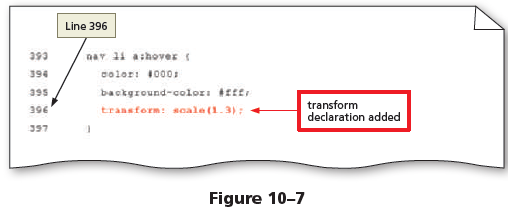 Line 396
393 nav li a:hover {
394 color: #000;
395 background-color: #fff;
396 transform: scale(1.3);
397 }
transform
declaration added
Figure 10–7